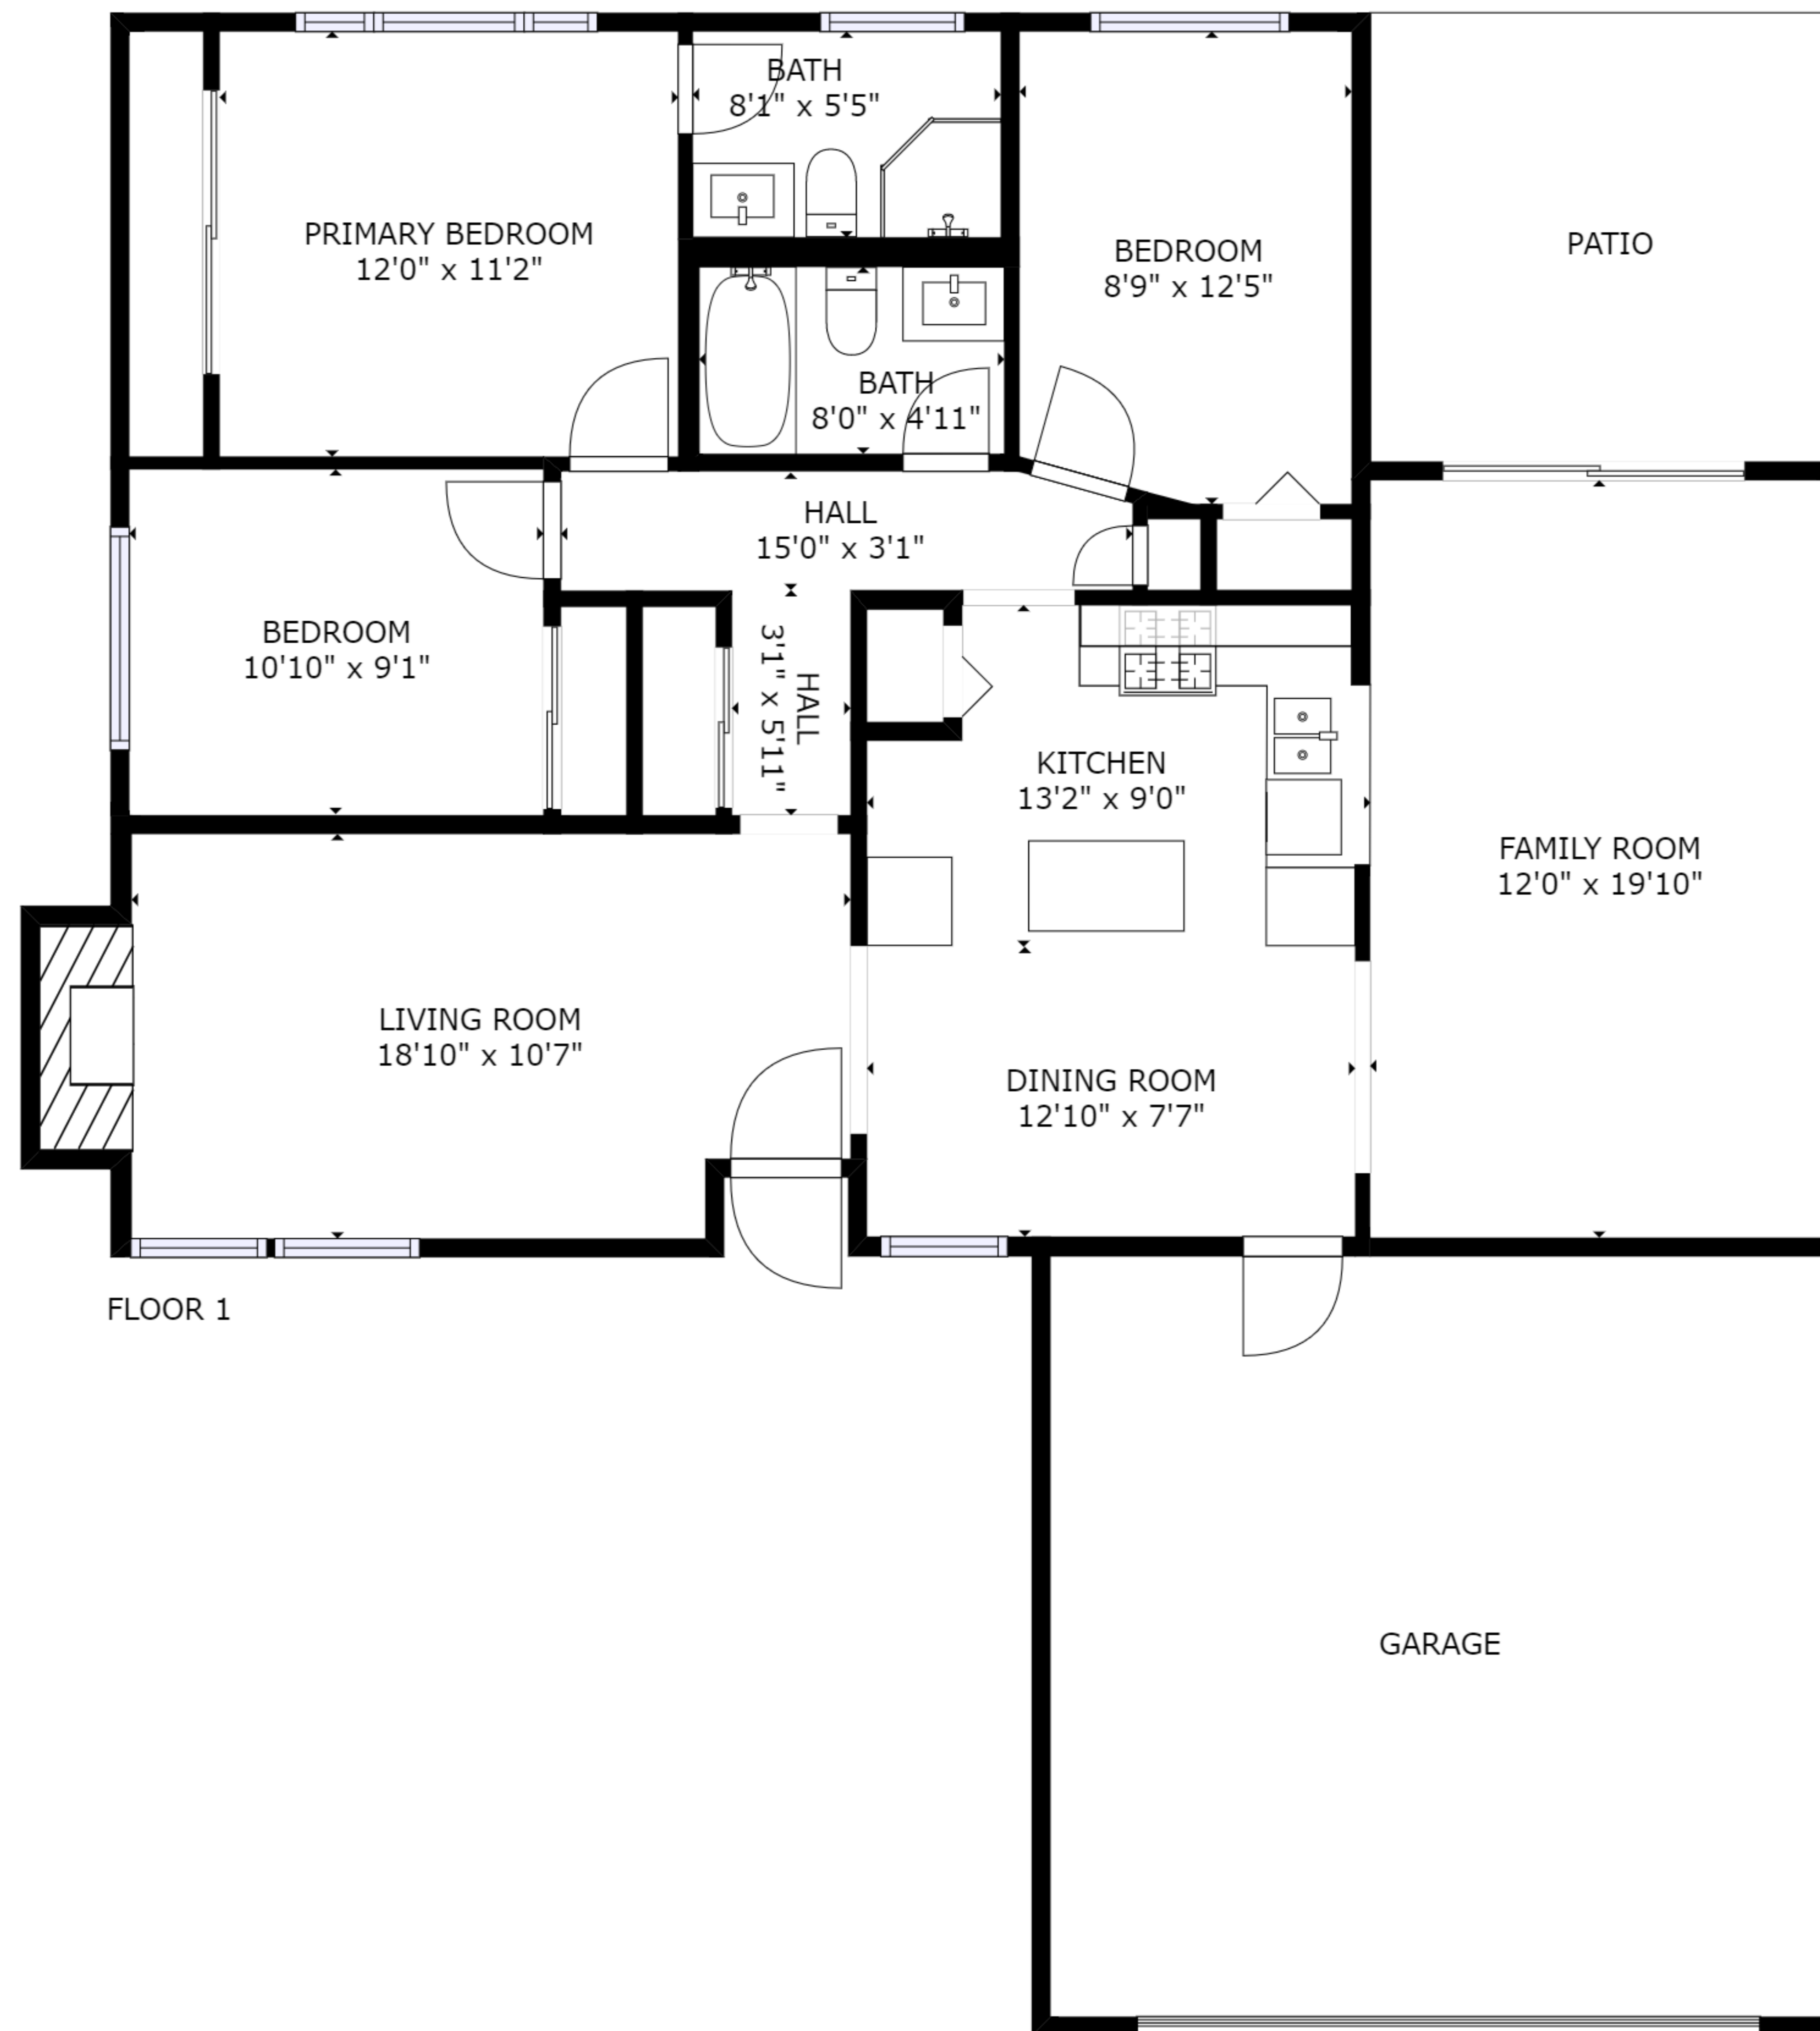 BATH
8'1" x 5'5"
PRIMARY BEDROOM
12'0" x 11'2"
BEDROOM
8'9" x 12'5"
PATIO
BATH
8'0" x 4'11"
HALL
15'0" x 3'1"
BEDROOM
10'10" x 9'1"
HALL
3'1" x 5'11"
KITCHEN
13'2" x 9'0"
FAMILY ROOM
12'0" x 19'10"
LIVING ROOM
18'10" x 10'7"
DINING ROOM
12'10" x 7'7"
FLOOR 1
GARAGE